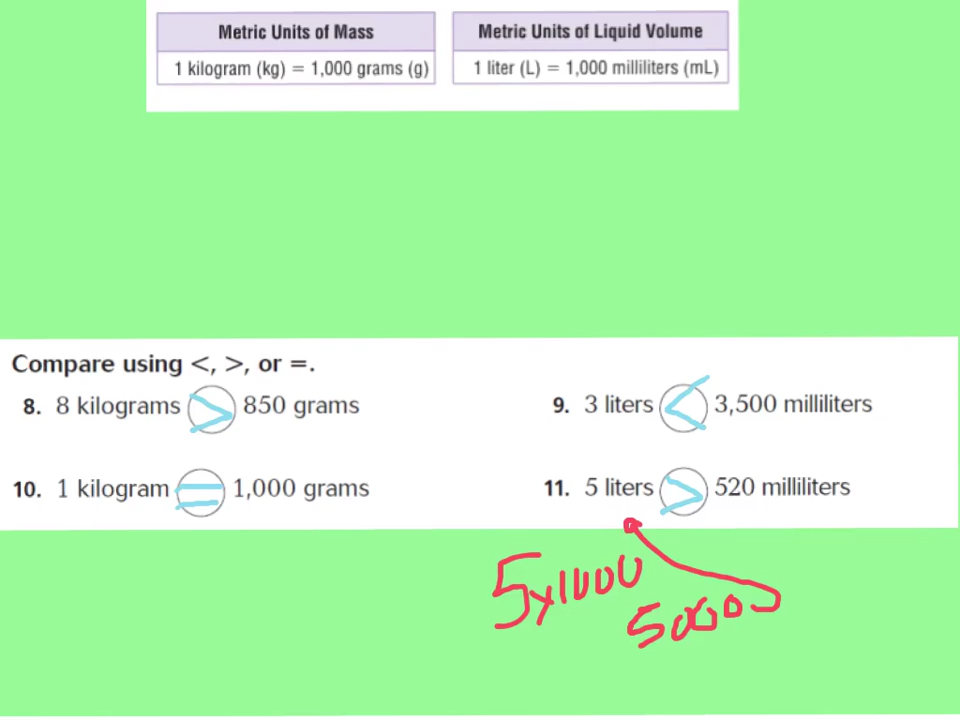 Metric Units of Mass
1 kilogram (kg) = 1,000 grams (g)
Metric Units of Liquid Volume
1 liter (L) = 1,000 milliliters (mL)
Compare using <, >, or =.
8. 8 kilograms > 850 grams
9. 3 liters < 3,500 milliliters
10. 1 kilogram = 1,000 grams
11. 5 liters > 520 milliliters
5x1000
5000